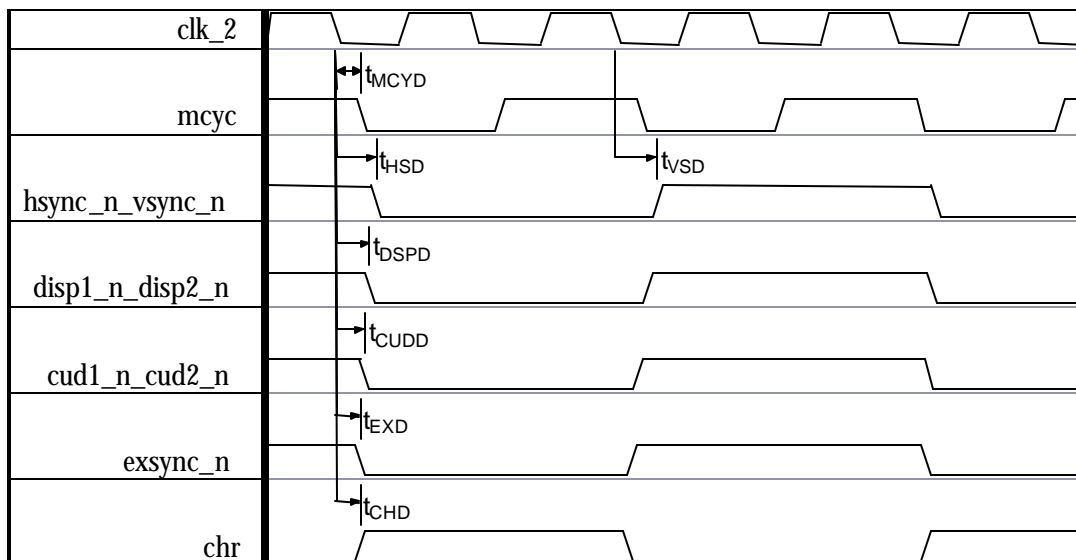 clk_2
tMCYD
mcyc
tHSD
tVSD
hsync_n_vsync_n
tDSPD
disp1_n_disp2_n
tCUDD
cud1_n_cud2_n
tEXD
exsync_n
tCHD
chr